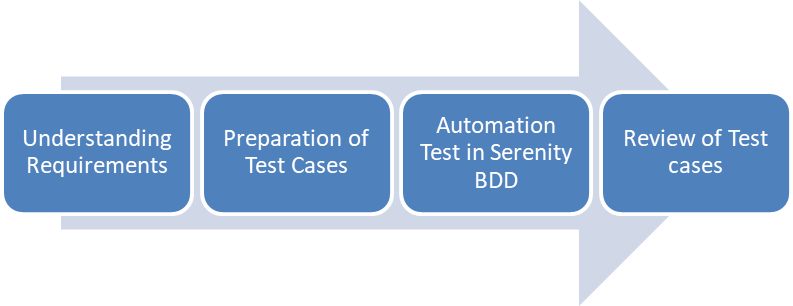 Understanding
Requirements
Preparation of
Test Cases
Automation
Test in Serenity
BDD
Review of Test
cases